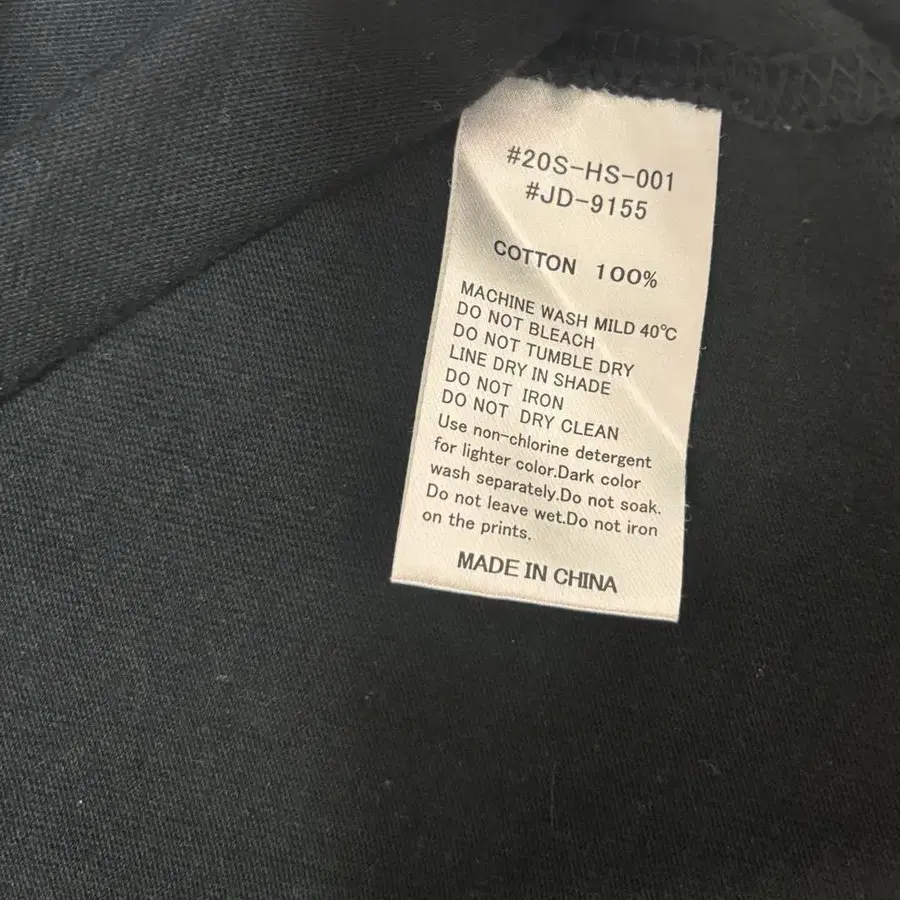 #20S-HS-001
#JD-9155
COTTON 100%
MACHINE WASH MILD 40℃
DO NOT BLEACH
DO NOT TUMBLE DRY
LINE DRY IN SHADE
DO NOT IRON
DO NOT DRY CLEAN
Use non-chlorine detergent
for lighter color.Dark color
wash separately.Do not soak.
Do not leave wet.Do not iron
on the prints.
MADE IN CHINA